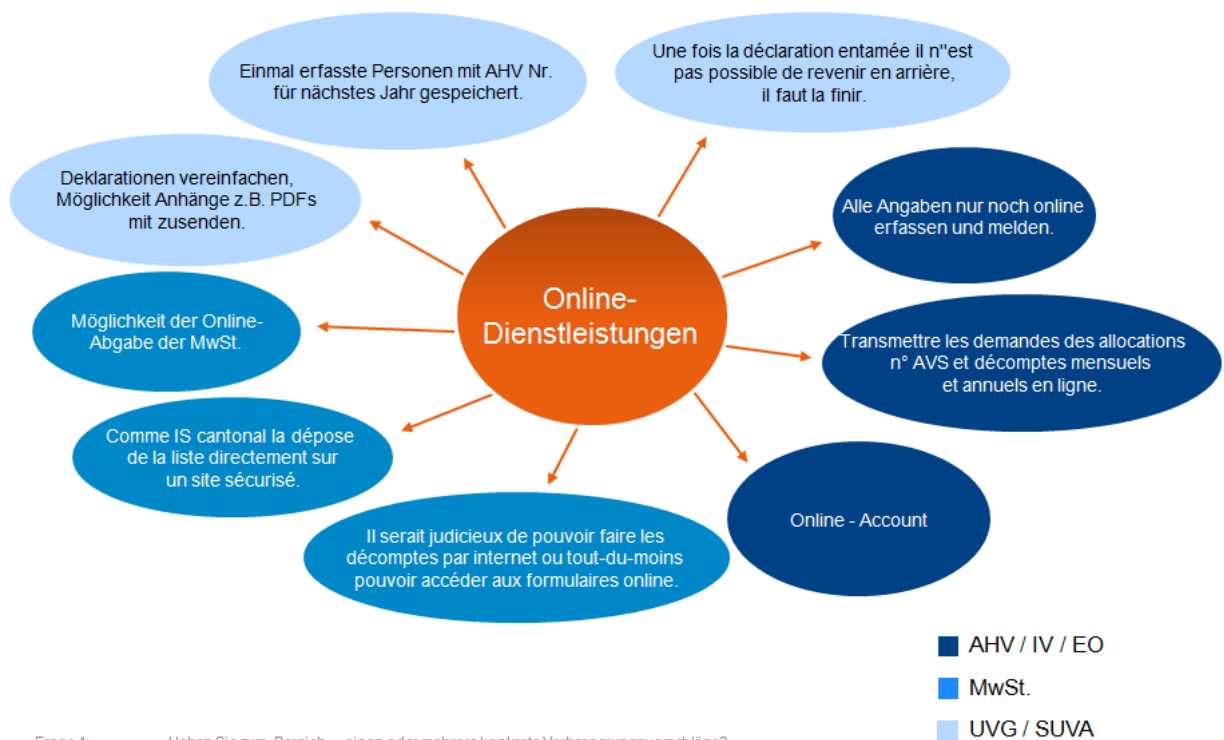 Einmal erfasste Personen mit AHV Nr.
für nächstes Jahr gespeichert.
Une fois la déclaration entamée il n"est
pas possible de revenir en arrière,
il faut la finir.
Deklarationen vereinfachen,
Möglichkeit Anhänge z.B. PDFs
mit zusenden.
Alle Angaben nur noch online
erfassen und melden.
Online-
Dienstleistungen
Möglichkeit der Online-
Abgabe der MwSt.
Transmettre les demandes des allocations
n° AVS et décomptes mensuels
et annuels en ligne.
Comme IS cantonal la dépose
de la liste directement sur
un site sécurisé.
Il serait judicieux de pouvoir faire les
décomptes par internet ou tout-du-moins
pouvoir accéder aux formulaires online.
Online - Account
AHV / IV / EO
MwSt.
UVG / SUVA